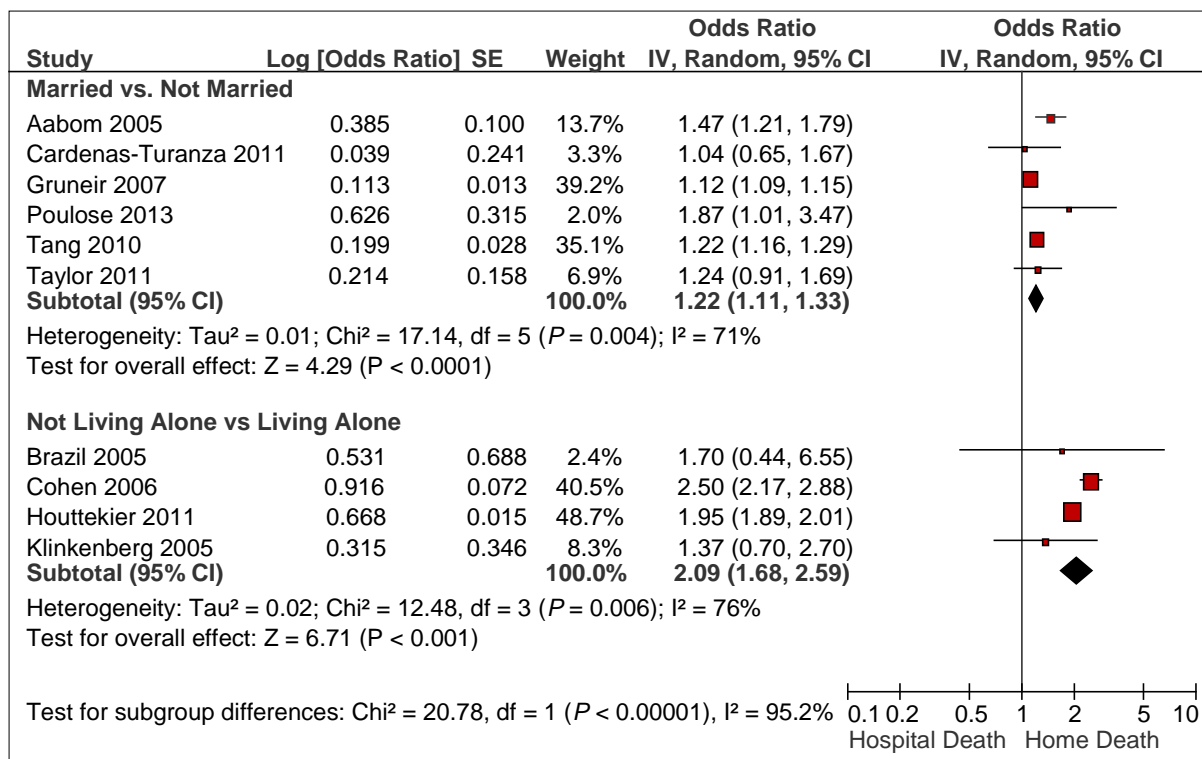 Odds Ratio Odds Ratio
Study Log [Odds Ratio] SE Weight IV, Random, 95% CI IV, Random, 95% CI
Married vs. Not Married
Aabom 2005 0.385 0.100 13.7% 1.47 (1.21, 1.79)
Cardenas-Turanza 2011 0.039 0.241 3.3% 1.04 (0.65, 1.67)
Gruneir 2007 0.113 0.013 39.2% 1.12 (1.09, 1.15)
Poulose 2013 0.626 0.315 2.0% 1.87 (1.01, 3.47)
Tang 2010 0.199 0.028 35.1% 1.22 (1.16, 1.29)
Taylor 2011 0.214 0.158 6.9% 1.24 (0.91, 1.69)
Subtotal (95% CI) 100.0% 1.22 (1.11, 1.33)
Heterogeneity: Tau² = 0.01; Chi² = 17.14, df = 5 (P = 0.004); I² = 71%
Test for overall effect: Z = 4.29 (P < 0.0001)
Not Living Alone vs Living Alone
Brazil 2005 0.531 0.688 2.4% 1.70 (0.44, 6.55)
Cohen 2006 0.916 0.072 40.5% 2.50 (2.17, 2.88)
Houttekier 2011 0.668 0.015 48.7% 1.95 (1.89, 2.01)
Klinkenberg 2005 0.315 0.346 8.3% 1.37 (0.70, 2.70)
Subtotal (95% CI) 100.0% 2.09 (1.68, 2.59)
Heterogeneity: Tau² = 0.02; Chi² = 12.48, df = 3 (P = 0.006); I² = 76%
Test for overall effect: Z = 6.71 (P < 0.001)
Test for subgroup differences: Chi² = 20.78, df = 1 (P < 0.00001), I² = 95.2% 0.1 0.2 0.5 1 2 5 10
Hospital Death Home Death